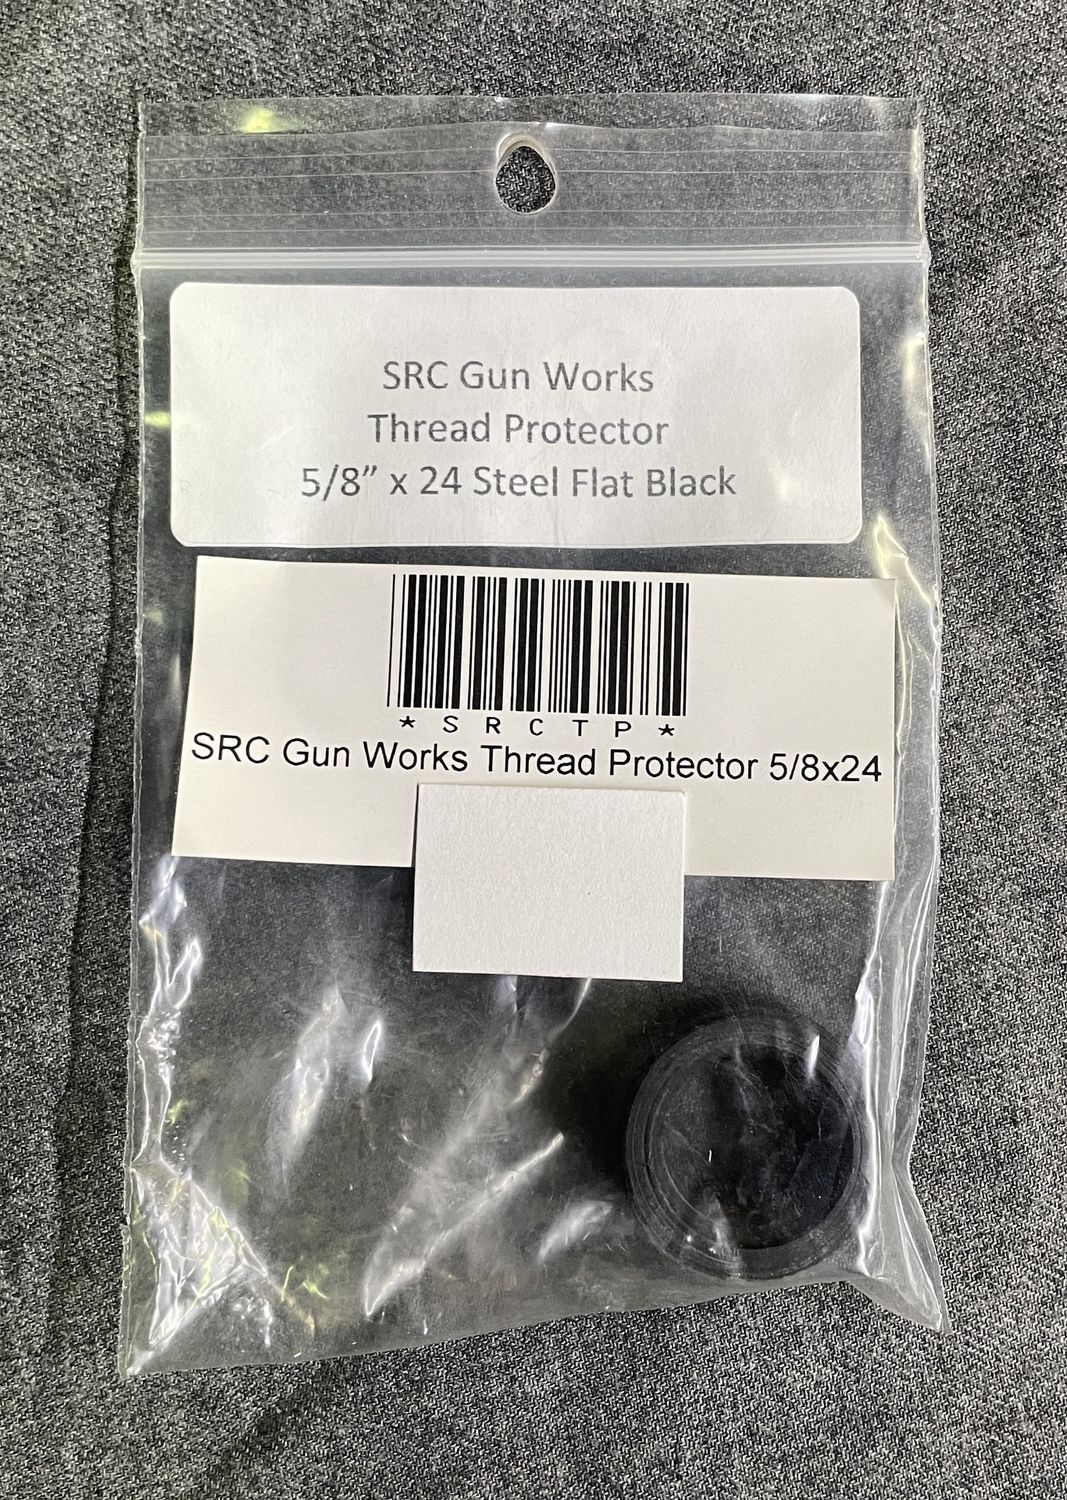 SRC Gun Works
Thread Protector
5/8” x 24 Steel Flat Black
*SRCTP*
SRC Gun Works Thread Protector 5/8x24